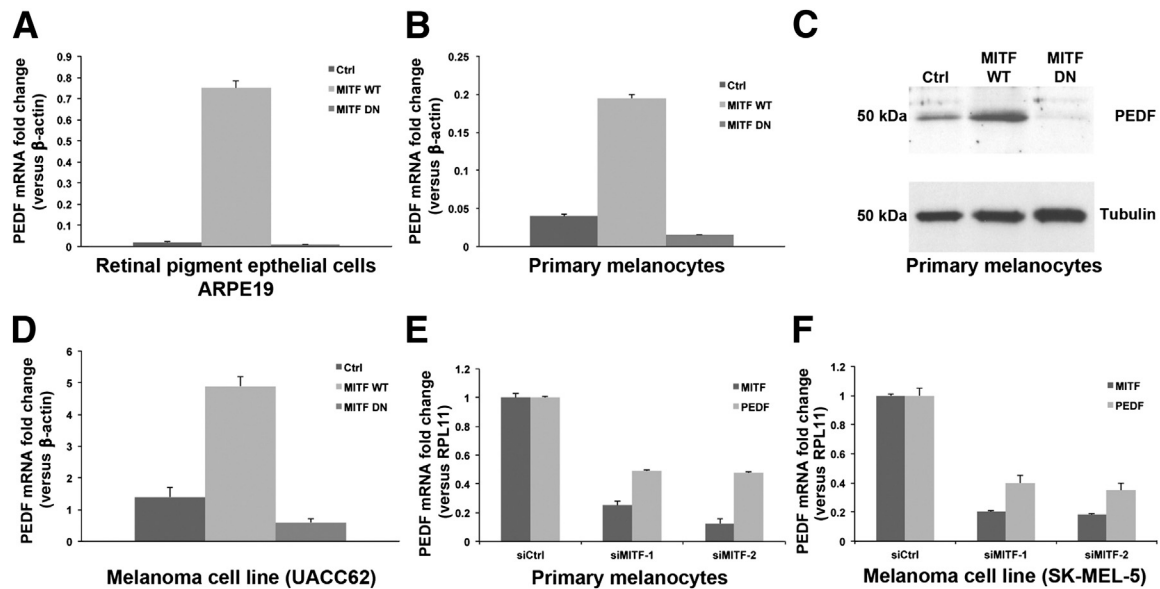 A
PEDF mRNA fold change
(versus β-actin)
0.9
0.8
0.7
0.6
0.5
0.4
0.3
0.2
0.1
0
Ctrl
MITF WT
MITF DN
Retinal pigment epthelial cells
ARPE19
B
PEDF mRNA fold change
(versus β-actin)
0.25
0.2
0.15
0.1
0.05
0
Ctrl
MITF WT
MITF DN
Primary melanocytes
C
Ctrl
MITF WT
MITF DN
50 kDa
PEDF
50 kDa
Tubulin
Primary melanocytes
D
PEDF mRNA fold change
(versus β-actin)
6
5
4
3
2
1
0
Ctrl
MITF WT
MITF DN
Melanoma cell line (UACC62)
E
PEDF mRNA fold change
(versus RPL11)
1.2
1
0.8
0.6
0.4
0.2
0
MITF
PEDF
siCtrl siMITF-1 siMITF-2
Primary melanocytes
F
PEDF mRNA fold change
(versus RPL11)
1.2
1
0.8
0.6
0.4
0.2
0
MITF
PEDF
siCtrl siMITF-1 siMITF-2
Melanoma cell line (SK-MEL-5)